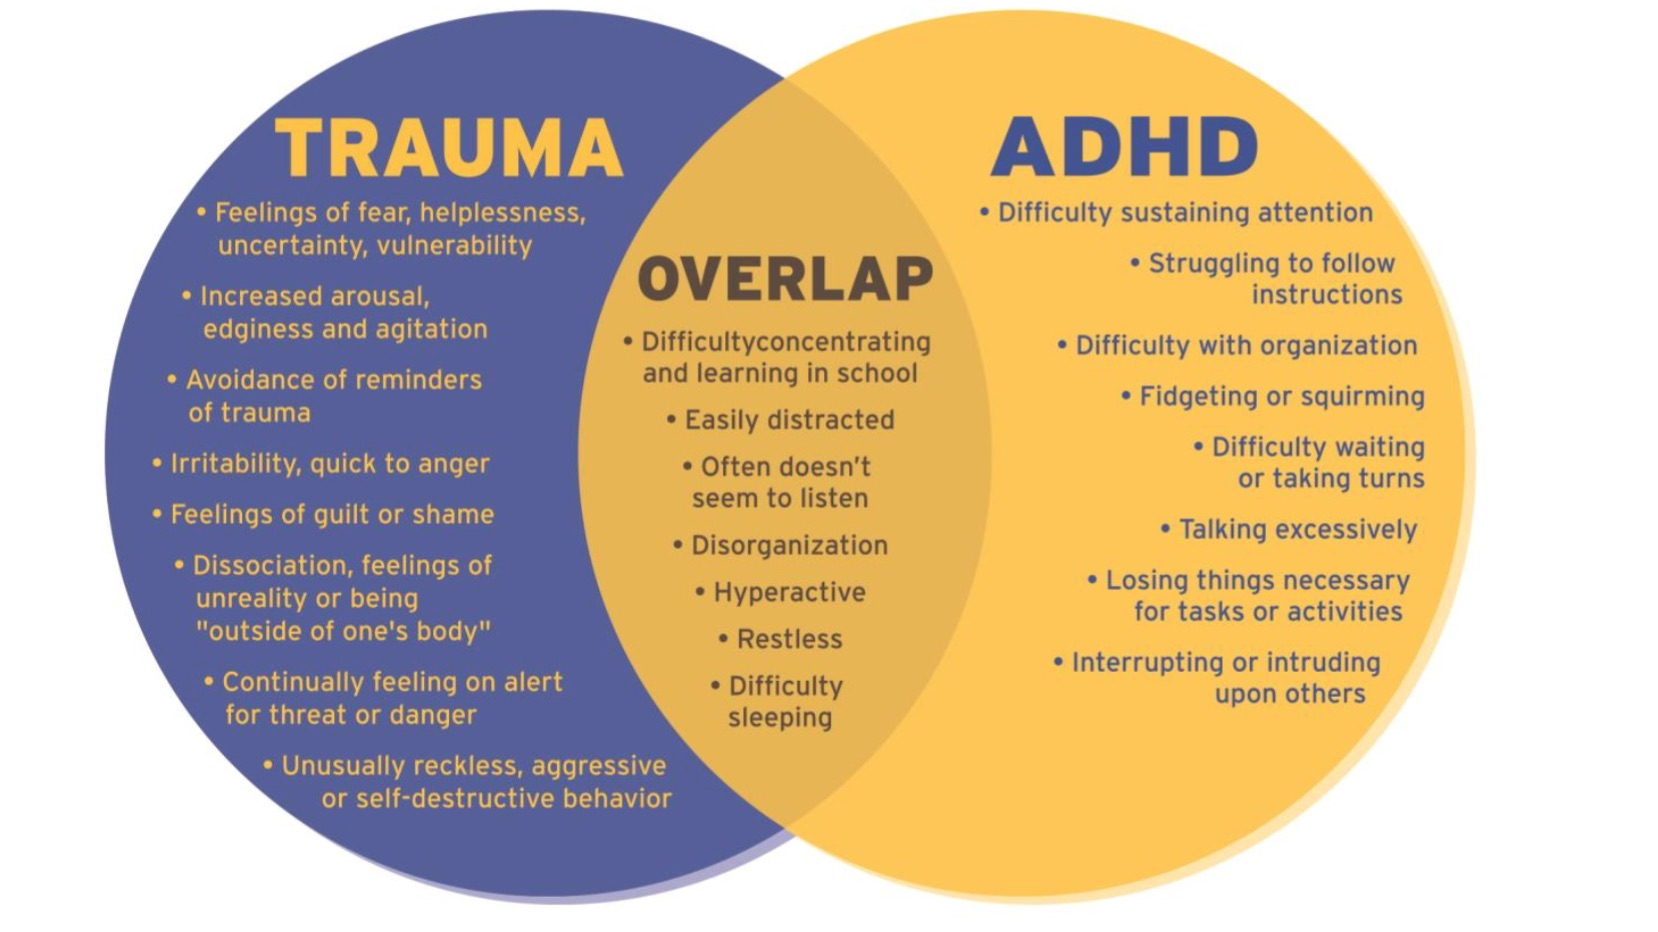 TRAUMA
• Feelings of fear, helplessness,
uncertainty, vulnerability
• Increased arousal,
edginess and agitation
• Avoidance of reminders
of trauma
• Irritability, quick to anger
• Feelings of guilt or shame
• Dissociation, feelings of
unreality or being
"outside of one's body"
• Continually feeling on alert
for threat or danger
• Unusually reckless, aggressive
or self-destructive behavior
OVERLAP
• Difficultyconcentrating
and learning in school
• Easily distracted
• Often doesn’t
seem to listen
• Disorganization
• Hyperactive
• Restless
• Difficulty
sleeping
ADHD
• Difficulty sustaining attention
• Struggling to follow
instructions
• Difficulty with organization
• Fidgeting or squirming
• Difficulty waiting
or taking turns
• Talking excessively
• Losing things necessary
for tasks or activities
• Interrupting or intruding
upon others